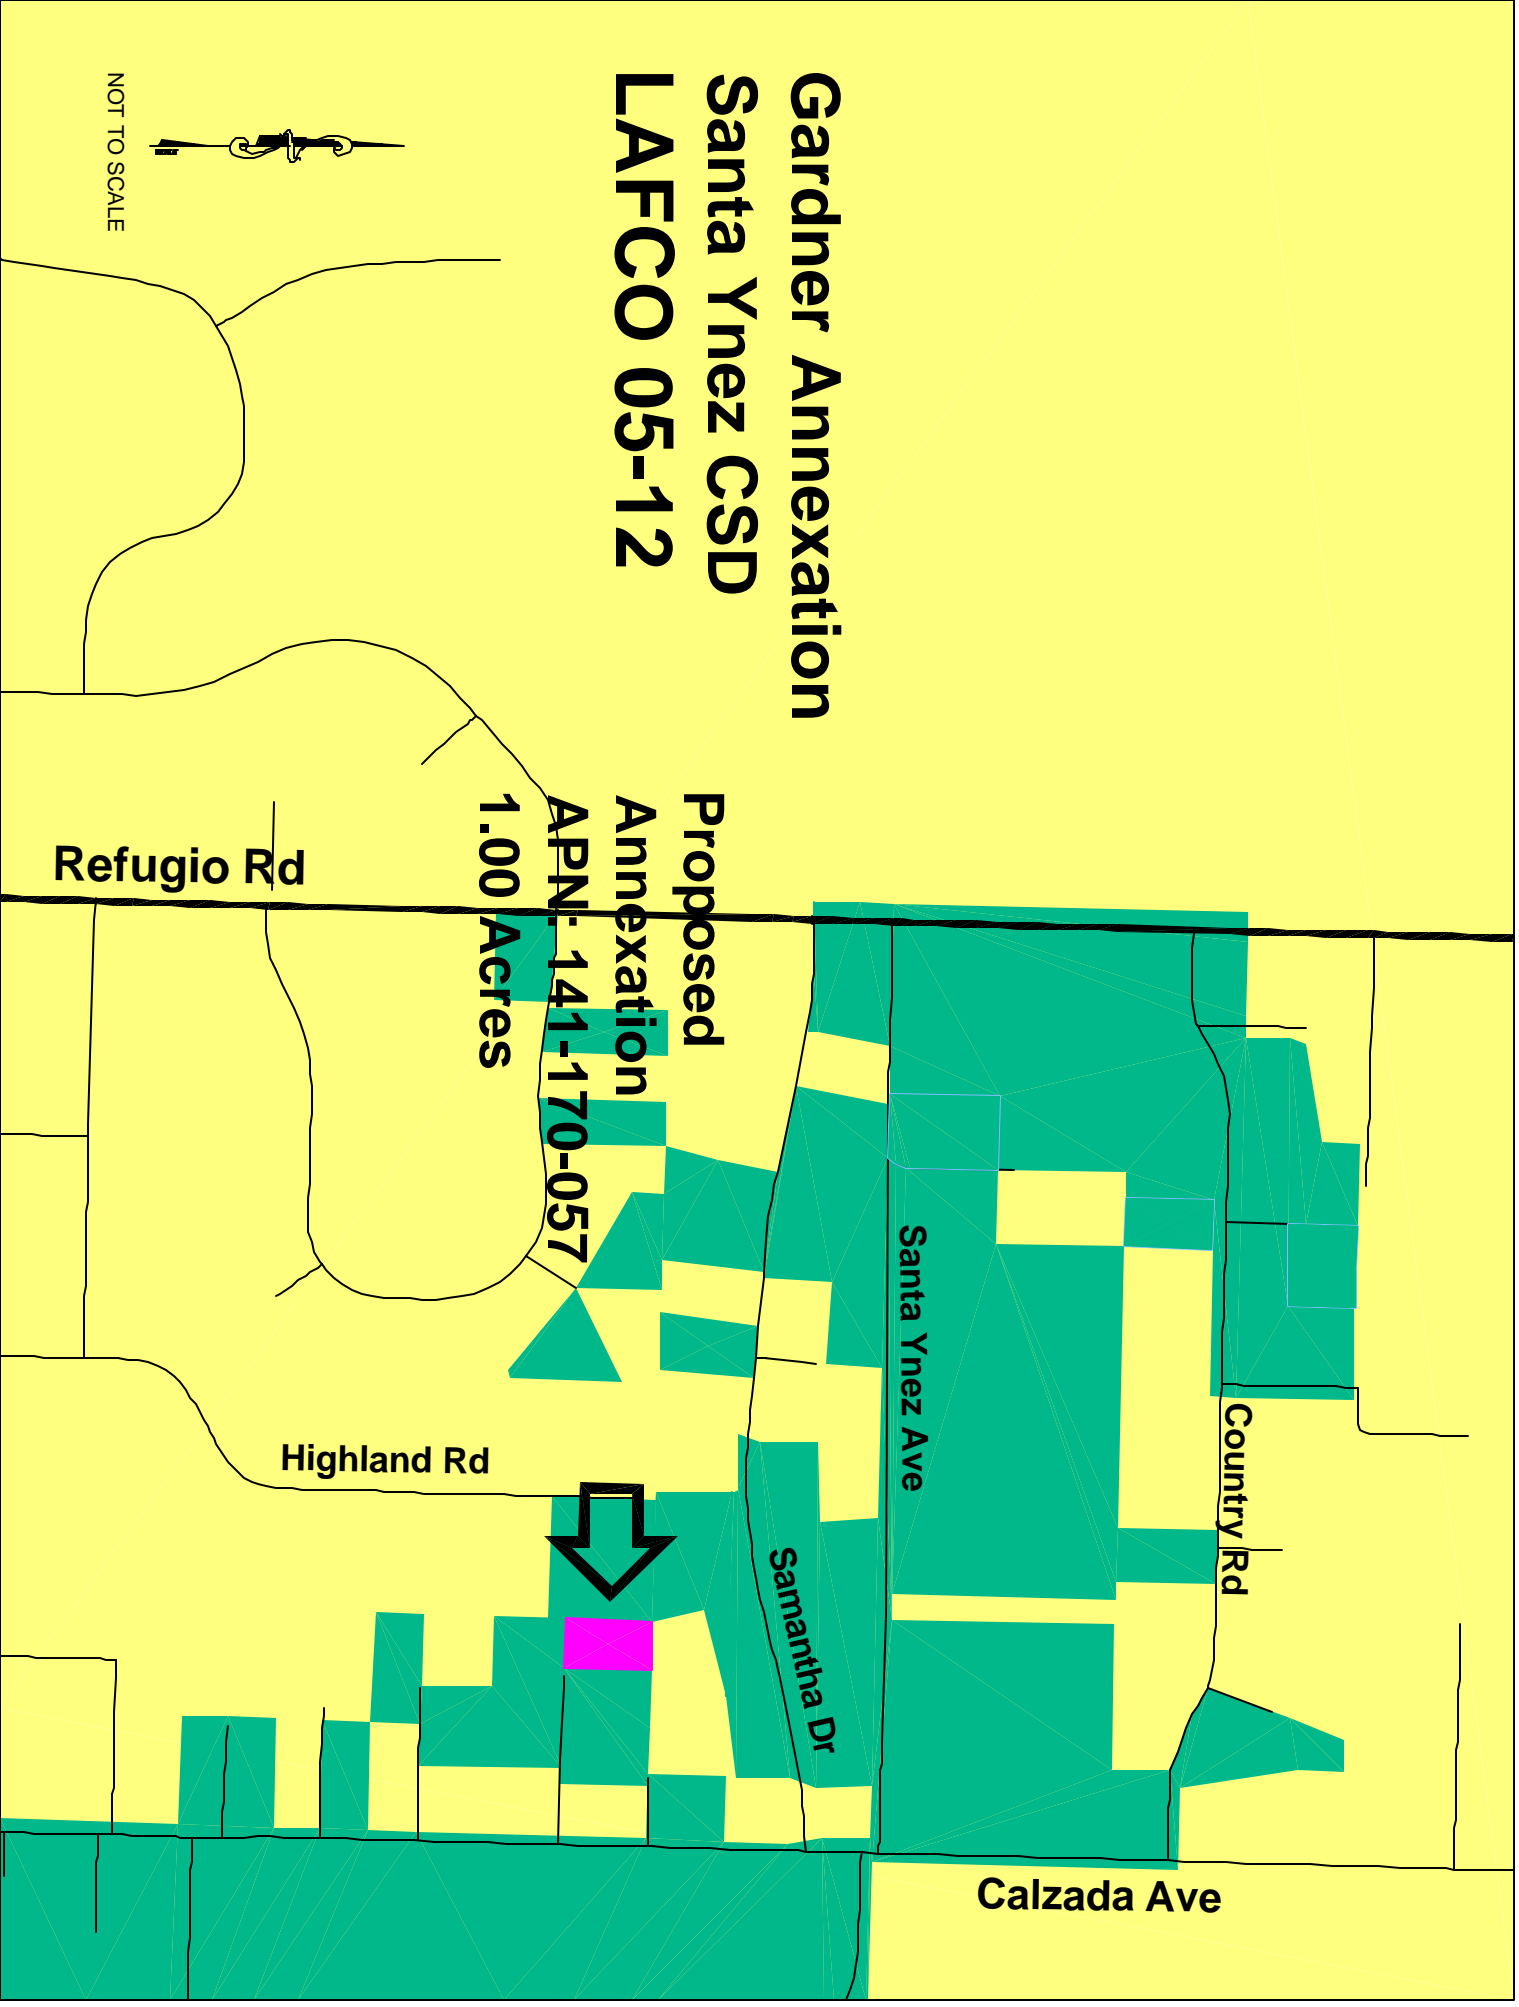 Gardner Annexation
Santa Ynez CSD
LAFCO 05-12
NOT TO SCALE
Proposed
Annexation
APN: 141-170-057
1.00 Acres
Refugio Rd
Highland Rd
Santa Ynez Ave
Country Rd
Samantha Dr
Calzada Ave